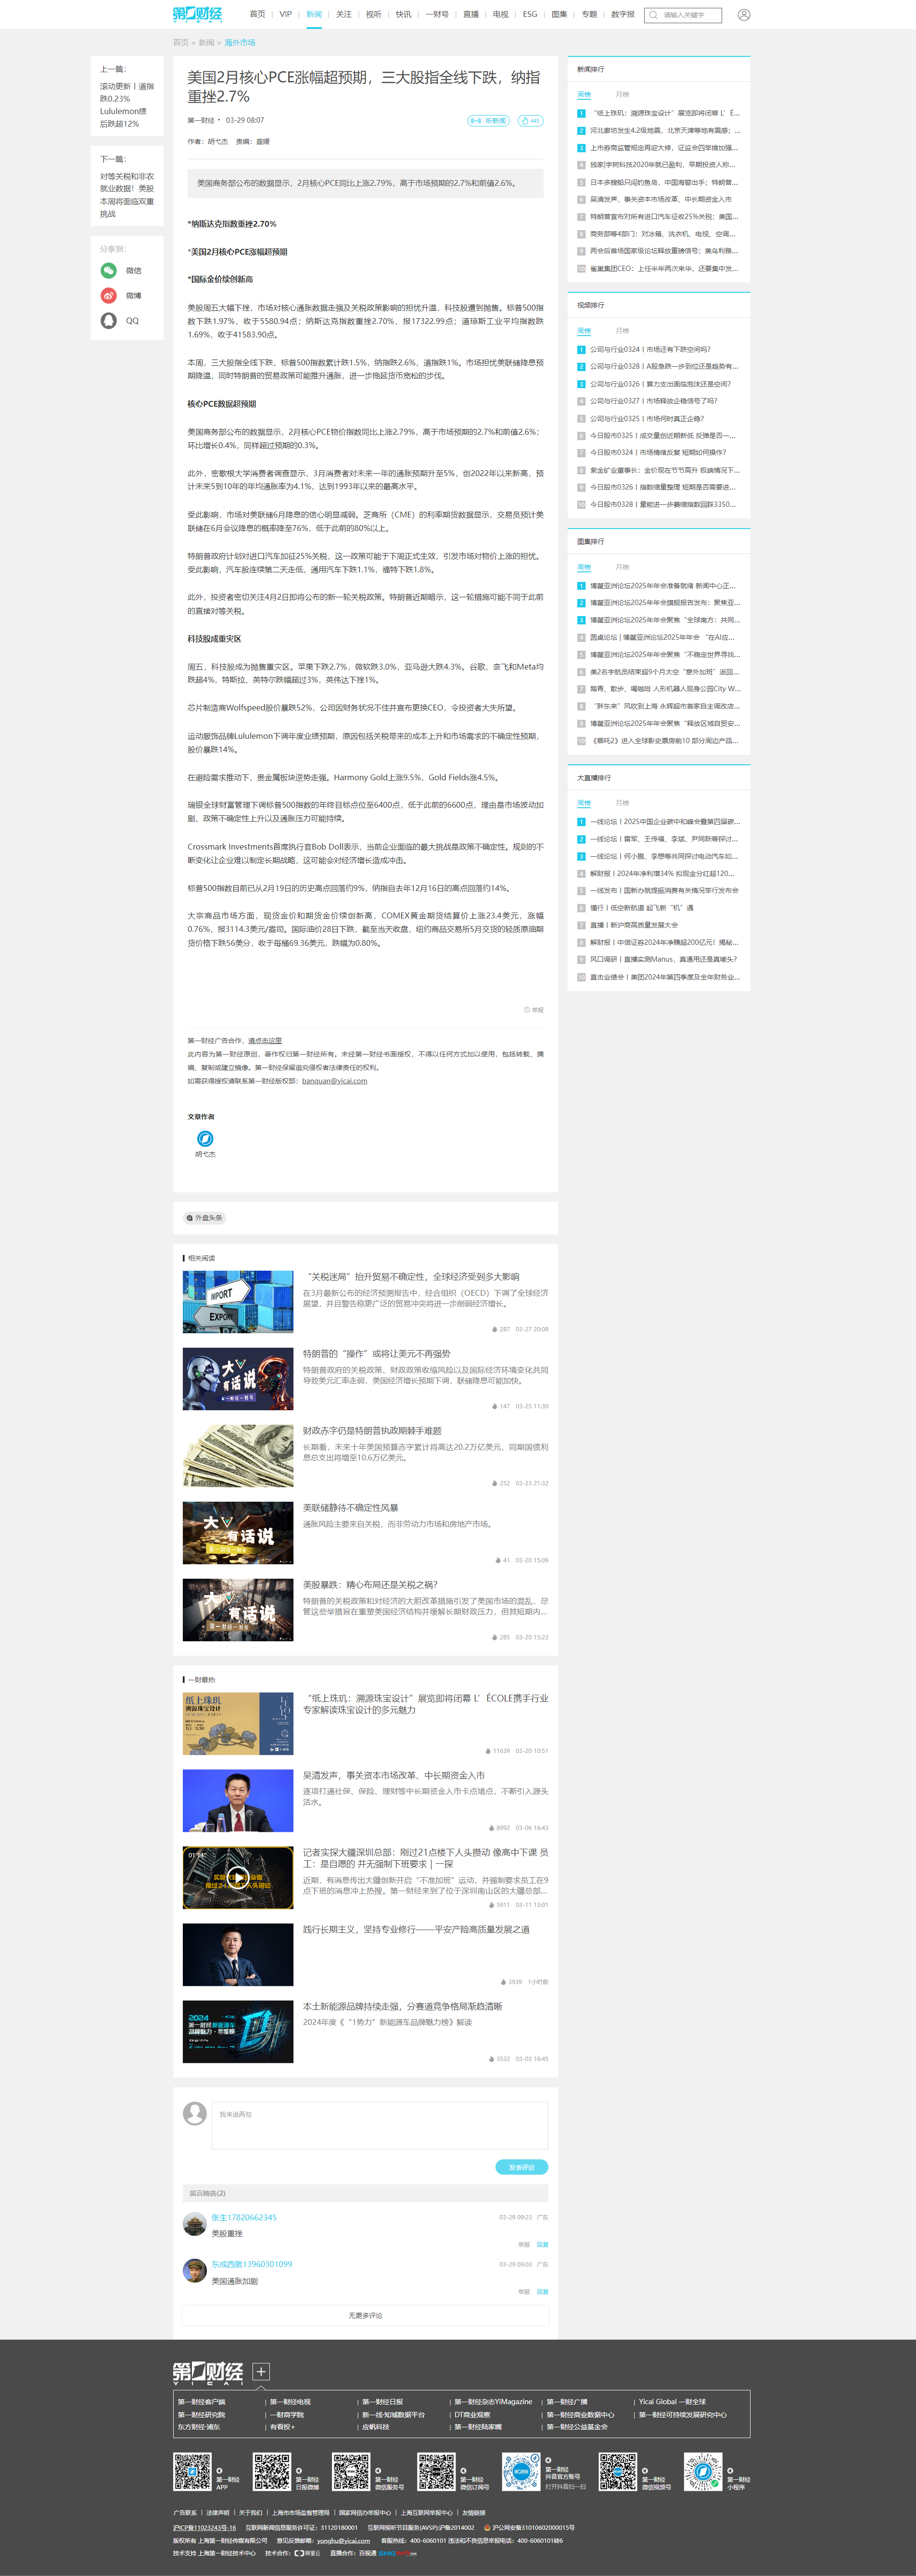 第一财经
YICAI
首页 | VIP | 新闻 | 关注 | 视听 | 快讯 | 一财号 | 直播 | 电视 | ESG | 图集 | 专题 | 数字报
请输入关键字
首页 > 新闻 > 海外市场
上一篇：
滚动更新丨道指跌0.23% Lululemon绩后跌超12%
下一篇：
对等关税和非农就业数据！美股本周将面临双重挑战
分享到：
微信
微博
QQ
美国2月核心PCE涨幅超预期，三大股指全线下跌，纳指
重挫2.7%
第一财经 • 03-29 08:07
听新闻
445
作者：胡弋杰 责编：盛媛
美国商务部公布的数据显示，2月核心PCE同比上涨2.79%，高于市场预期的2.7%和前值2.6%。
*纳斯达克指数重挫2.70%
*美国2月核心PCE涨幅超预期
*国际金价续创新高
美股周五大幅下挫，市场对核心通胀数据走强及关税政策影响的担忧升温，科技股遭到抛售。标普500指
数下跌1.97%，收于5580.94点；纳斯达克指数重挫2.70%，报17322.99点；道琼斯工业平均指数跌
1.69%，收于41583.90点。
本周，三大股指全线下跌，标普500指数累计跌1.5%，纳指跌2.6%，道指跌1%。市场担忧美联储降息预
期降温，同时特朗普的贸易政策可能推升通胀，进一步拖延货币宽松的步伐。
核心PCE数据超预期
美国商务部公布的数据显示，2月核心PCE物价指数同比上涨2.79%，高于市场预期的2.7%和前值2.6%；
环比增长0.4%，同样超过预期的0.3%。
此外，密歇根大学消费者调查显示，3月消费者对未来一年的通胀预期升至5%，创2022年以来新高，预
计未来5到10年的年均通胀率为4.1%，达到1993年以来的最高水平。
受此影响，市场对美联储6月降息的信心明显减弱。芝商所（CME）的利率期货数据显示，交易员预计美
联储在6月会议降息的概率降至76%，低于此前的80%以上。
特朗普政府计划对进口汽车加征25%关税，这一政策可能于下周正式生效，引发市场对物价上涨的担忧。
受此影响，汽车股连续第二天走低，通用汽车下跌1.1%，福特下跌1.8%。
此外，投资者密切关注4月2日即将公布的新一轮关税政策。特朗普近期暗示，这一轮措施可能不同于此前
的直接对等关税。
科技股成重灾区
周五，科技股成为抛售重灾区。苹果下跌2.7%，微软跌3.0%，亚马逊大跌4.3%。谷歌、奈飞和Meta均
跌超4%，特斯拉、英特尔跌幅超过3%，英伟达下挫1%。
芯片制造商Wolfspeed股价暴跌52%，公司因财务状况不佳并宣布更换CEO，令投资者大失所望。
运动服饰品牌Lululemon下调年度业绩预期，原因包括关税带来的成本上升和市场需求的不确定性预期，
股价暴跌14%。
在避险需求推动下，贵金属板块逆势走强。Harmony Gold上涨9.5%，Gold Fields涨4.5%。
瑞银全球财富管理下调标普500指数的年终目标点位至6400点，低于此前的6600点，理由是市场波动加
剧、政策不确定性上升以及通胀压力可能持续。
Crossmark Investments首席执行官Bob Doll表示，当前企业面临的最大挑战是政策不确定性。规则的不
断变化让企业难以制定长期战略，这可能会对经济增长造成冲击。
标普500指数目前已从2月19日的历史高点回落约9%，纳指自去年12月16日的高点回落约14%。
大宗商品市场方面，现货金价和期货金价续创新高，COMEX黄金期货结算价上涨23.4美元，涨幅
0.76%，报3114.3美元/盎司。国际油价28日下跌，截至当天收盘，纽约商品交易所5月交货的轻质原油期
货价格下跌56美分，收于每桶69.36美元，跌幅为0.80%。
举报
第一财经广告合作，请点击这里
此内容为第一财经原创，著作权归第一财经所有。未经第一财经书面授权，不得以任何方式加以使用，包括转载、摘
编、复制或建立镜像。第一财经保留追究侵权者法律责任的权利。
如需获得授权请联系第一财经版权部：banquan@yicai.com
文章作者
胡弋杰
外盘头条
相关阅读
“关税迷局”抬升贸易不确定性，全球经济受到多大影响
在3月最新公布的经济预测报告中，经合组织（OECD）下调了全球经济
展望，并且警告称更广泛的贸易冲突将进一步削弱经济增长。
287 03-27 20:08
特朗普的“操作”或将让美元不再强势
特朗普政府的关税政策、财政政策收缩风险以及国际经济环境变化共同
导致美元汇率走弱，美国经济增长预期下调，联储降息可能加快。
147 03-25 11:30
财政赤字仍是特朗普执政期棘手难题
长期看，未来十年美国预算赤字累计将高达20.2万亿美元，同期国债利
息总支出将增至10.6万亿美元。
252 03-23 21:32
美联储静待不确定性风暴
通胀风险主要来自关税，而非劳动力市场和房地产市场。
41 03-20 15:09
美股暴跌：精心布局还是关税之祸？
特朗普的关税政策和对经济的大胆改革措施引发了美国市场的混乱，尽
管这些举措旨在重塑美国经济结构并缓解长期财政压力，但其短期内...
285 03-20 15:23
一财最热
“纸上珠玑：溯源珠宝设计”展览即将闭幕 L’ÉCOLE携手行业
专家解读珠宝设计的多元魅力
11639 03-20 10:51
吴清发声，事关资本市场改革、中长期资金入市
逐项打通社保、保险、理财等中长期资金入市卡点堵点，不断引入源头
活水。
8992 03-06 16:43
记者实探大疆深圳总部：刚过21点楼下人头攒动 像高中下课 员
工：是自愿的 并无强制下班要求｜一探
近期，有消息传出大疆创新开启“不准加班”运动，并强制要求员工在9
点下班的消息冲上热搜。第一财经来到了位于深圳南山区的大疆总部...
5911 03-11 13:01
践行长期主义，坚持专业修行——平安产险高质量发展之道
3939 1小时前
本土新能源品牌持续走强，分赛道竞争格局渐趋清晰
2024年度《“1势力”新能源车品牌魅力榜》解读
3532 03-03 16:45
我来说两句
发表评论
留言精选(2)
张生17820662345
03-29 09:23 · 广东
美股重挫
举报 回复
东成西就13960301099
03-29 09:03 · 广东
美国通胀加剧
举报 回复
无更多评论
新闻排行
周榜 月榜
1 “纸上珠玑：溯源珠宝设计”展览即将闭幕 L’É...
2 河北廊坊发生4.2级地震，北京天津等地有震感；...
3 上市券商监管规定再迎大修，证监会四举措加强...
4 独家|宇树科技2020年就已盈利，早期投资人称...
5 日本多艘船只闯钓鱼岛，中国海警出手；特朗普...
6 吴清发声，事关资本市场改革、中长期资金入市
7 特朗普宣布对所有进口汽车征收25%关税；美国...
8 商务部等4部门：对冰箱、洗衣机、电视、空调...
9 两会后首场国家级论坛释放重磅信号；美乌利雅...
10 雀巢集团CEO：上任半年两次来华，还要集中发...
视频排行
周榜 月榜
1 公司与行业0324丨市场还有下跌空间吗？
2 公司与行业0328丨A股急跌一步到位还是趋势有...
3 公司与行业0326丨算力支出面临泡沫还是空间？
4 公司与行业0327丨市场释放企稳信号了吗？
5 公司与行业0325丨市场何时真正企稳？
6 今日股市0325丨成交量创近期新低 反弹是否一...
7 今日股市0324丨市场情绪反复 短期如何操作？
8 紫金矿业董事长：金价现在节节高升 极端情况下...
9 今日股市0326丨指数缩量整理 短期是否需要进...
10 今日股市0328丨量能进一步萎缩指数回踩3350...
图集排行
周榜 月榜
1 博鳌亚洲论坛2025年年会准备就绪 新闻中心正...
2 博鳌亚洲论坛2025年年会旗舰报告发布：聚焦亚...
3 博鳌亚洲论坛2025年年会聚焦“全球南方：共同...
4 圆桌论坛 | 博鳌亚洲论坛2025年年会 “在AI应...
5 博鳌亚洲论坛2025年年会聚焦“不稳定世界寻找...
6 美2名宇航员结束超9个月太空“意外加班”返回...
7 踏青、散步、喝咖啡 人形机器人现身公园City W...
8 “胖东来”风吹到上海 永辉超市首家自主调改店...
9 博鳌亚洲论坛2025年年会聚焦“释放区域自贸安...
10 《哪吒2》进入全球影史票房前10 部分周边产品...
大直播排行
周榜 月榜
1 一线论坛丨2025中国企业碳中和峰会暨第四届碳...
2 一线论坛丨雷军、王传福、李斌、尹同跃等探讨...
3 一线论坛丨何小鹏、李想等共同探讨电动汽车如...
4 解财报丨2024年净利增34% 拟现金分红超120...
5 一线发布丨国新办就提振消费有关情况举行发布会
6 懂行丨低空新航道 起飞新“机”遇
7 直播丨新沪商高质量发展大会
8 解财报丨中信证券2024年净赚超200亿元！揭秘...
9 风口调研丨直播实测Manus，真通用还是真噱头？
10 直击业绩会丨美团2024年第四季度及全年财务业...
第一财经
YICAI
第一财经客户端 | 第一财经电视 | 第一财经日报 | 第一财经杂志YiMagazine | 第一财经广播 | Yicai Global 一财全球
第一财经研究院 | 一财商学院 | 新一线·知城数据平台 | DT商业观察 | 第一财经商业数据中心 | 第一财经可持续发展研究中心
东方财经·浦东 | 有看投+ | 应帆科技 | 第一财经陆家嘴 | 第一财经公益基金会
第一财经
APP
第一财经
日报微博
第一财经
微信服务号
第一财经
微信订阅号
第一财经
抖音官方账号
打开抖音扫一扫
第一财经
微信视频号
第一财经
小程序
广告联系 | 法律声明 | 关于我们 | 上海市市场监督管理局 | 国家网信办举报中心 | 上海互联网举报中心 | 友情链接
沪ICP备11023243号-16 互联网新闻信息服务许可证：31120180001 互联网视听节目服务(AVSP):沪备2014002 沪公网安备31010602000015号
版权所有 上海第一财经传媒有限公司 意见反馈邮箱：yonghu@yicai.com 客服热线：400-6060101 违法和不良信息举报电话：400-6060101转6
技术支持 上海第一财经技术中心 技术合作： 阿里云 直播合作：百视通